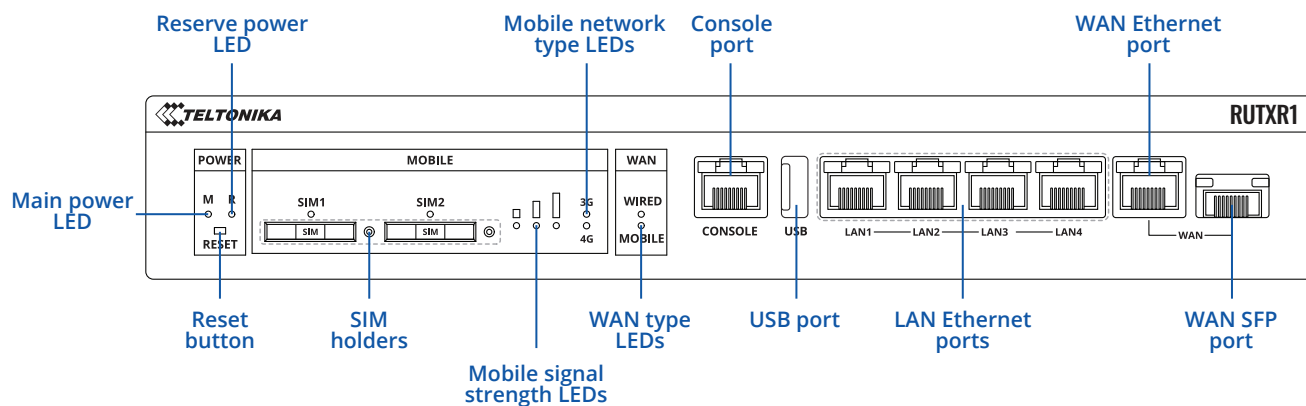 Reserve power
LED
Mobile network
type LEDs
Console
port
WAN Ethernet
port
TELTONIKA
RUTXR1
POWER
MOBILE
WAN
Main power
LED
M R
SIM1
SIM2
3G
WIRED
SIM
SIM
RESET
4G
MOBILE
CONSOLE
USB
LAN1
LAN2
LAN3
LAN4
WAN
Reset
button
SIM
holders
WAN type
LEDs
USB port
LAN Ethernet
ports
WAN SFP
port
Mobile signal
strength LEDs